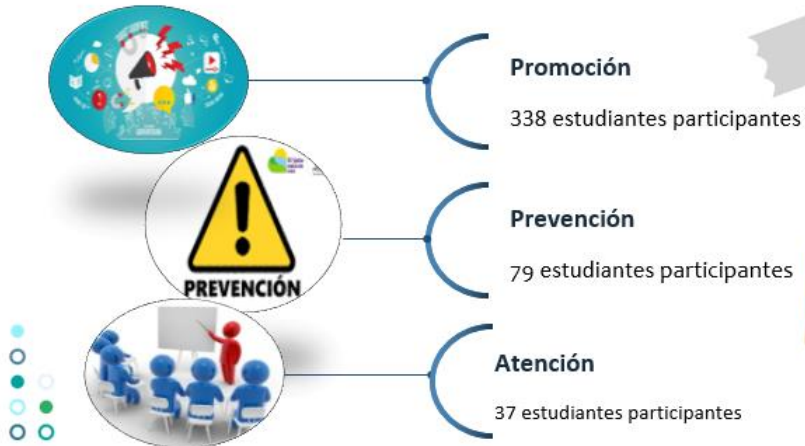 Promoción
338 estudiantes participantes
Prevención
79 estudiantes participantes
PREVENCIÓN
Atención
37 estudiantes participantes